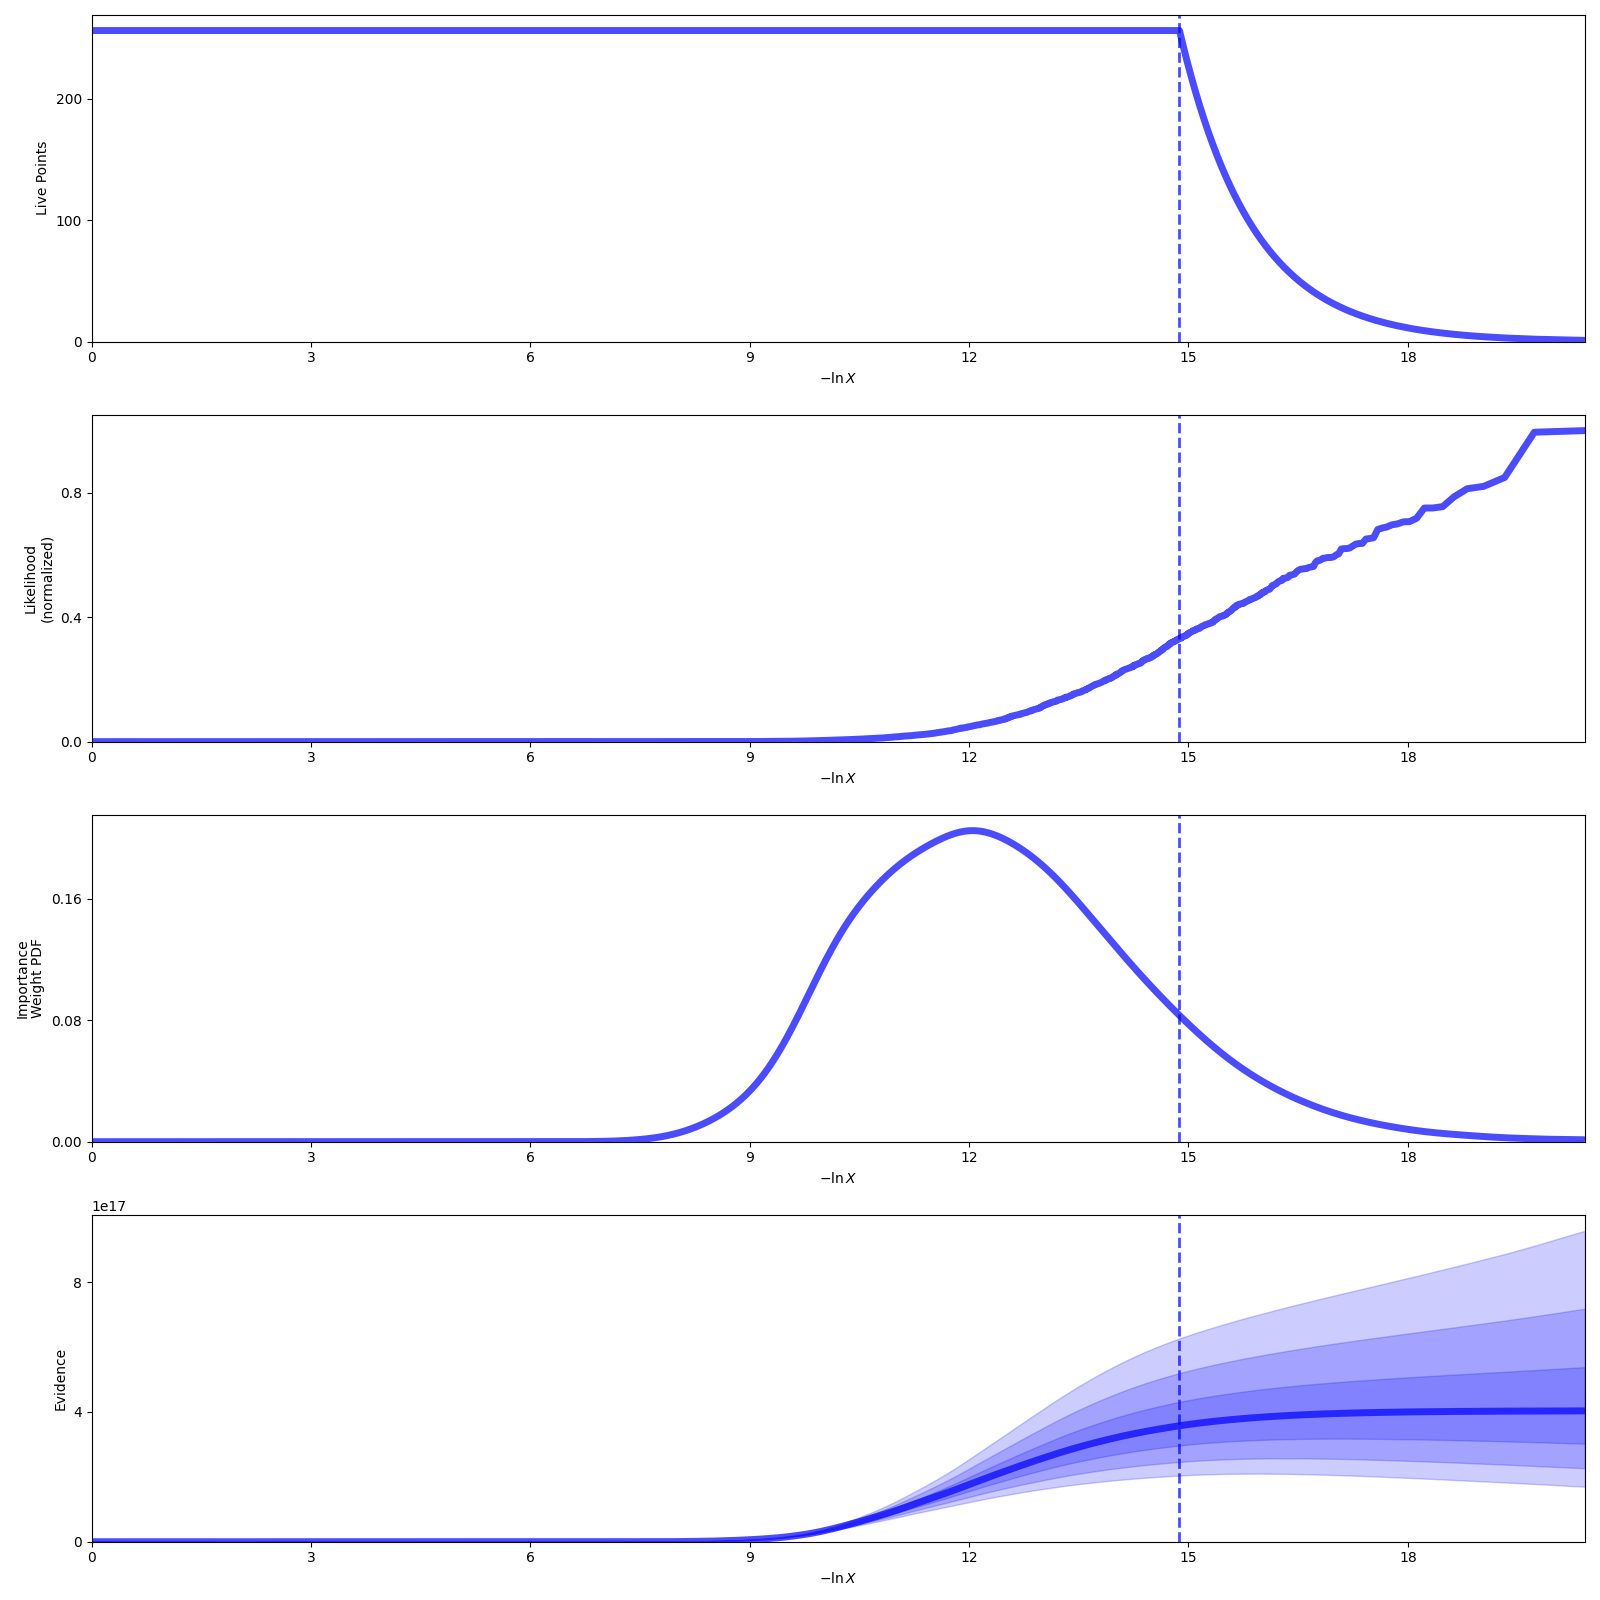 200
100
0
Live Points
0 3 6 9 12 15 18
−ln X
0.8
0.4
0.0
Likelihood
(normalized)
0 3 6 9 12 15 18
−ln X
0.16
0.08
0.00
Importance
Weight PDF
0 3 6 9 12 15 18
−ln X
1e17
8
4
0
Evidence
0 3 6 9 12 15 18
−ln X